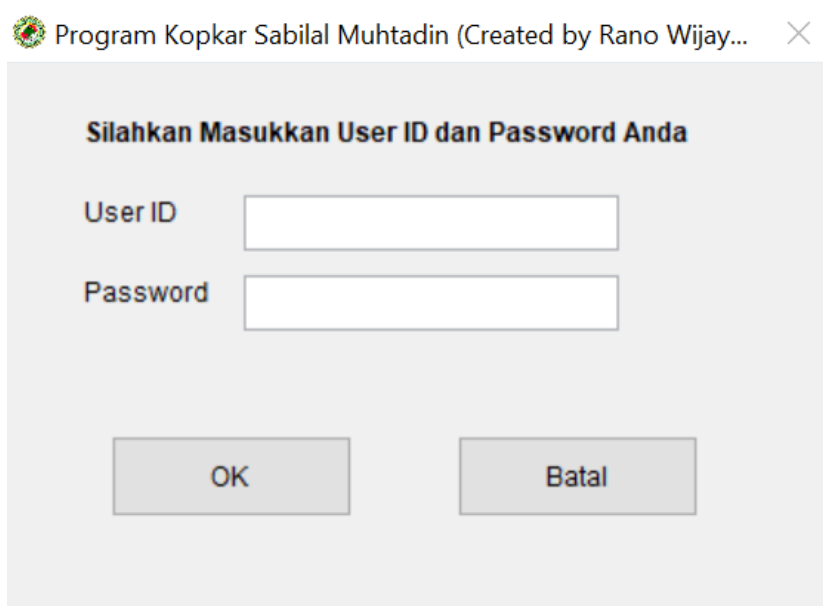 Program Kopkar Sabilal Muhtadin (Created by Rano Wijay...
Silahkan Masukkan User ID dan Password Anda
User ID
Password
OK Batal